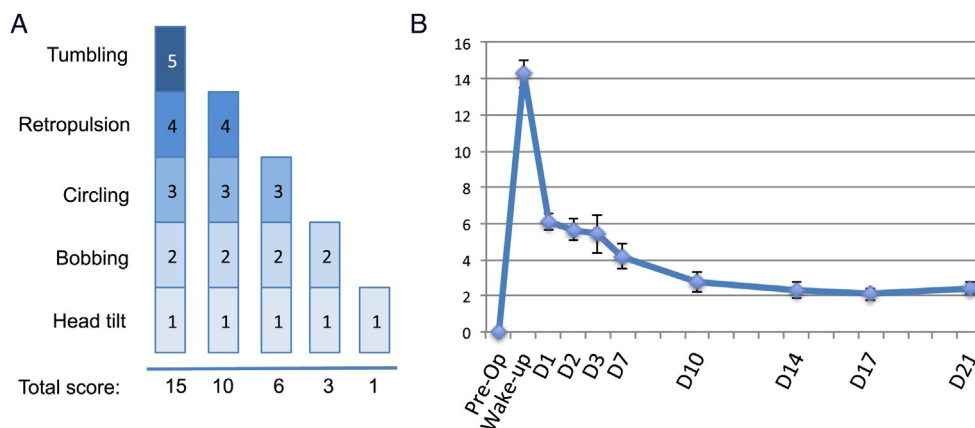 A
Tumbling 5
Retropulsion 4 4
Circling 3 3 3
Bobbing 2 2 2 2
Head tilt 1 1 1 1 1
Total score: 15 10 6 3 1
B
16
14
12
10
8
6
4
2
0
Pre-Op Wake-up D1 D2 D3 D7 D10 D14 D17 D21